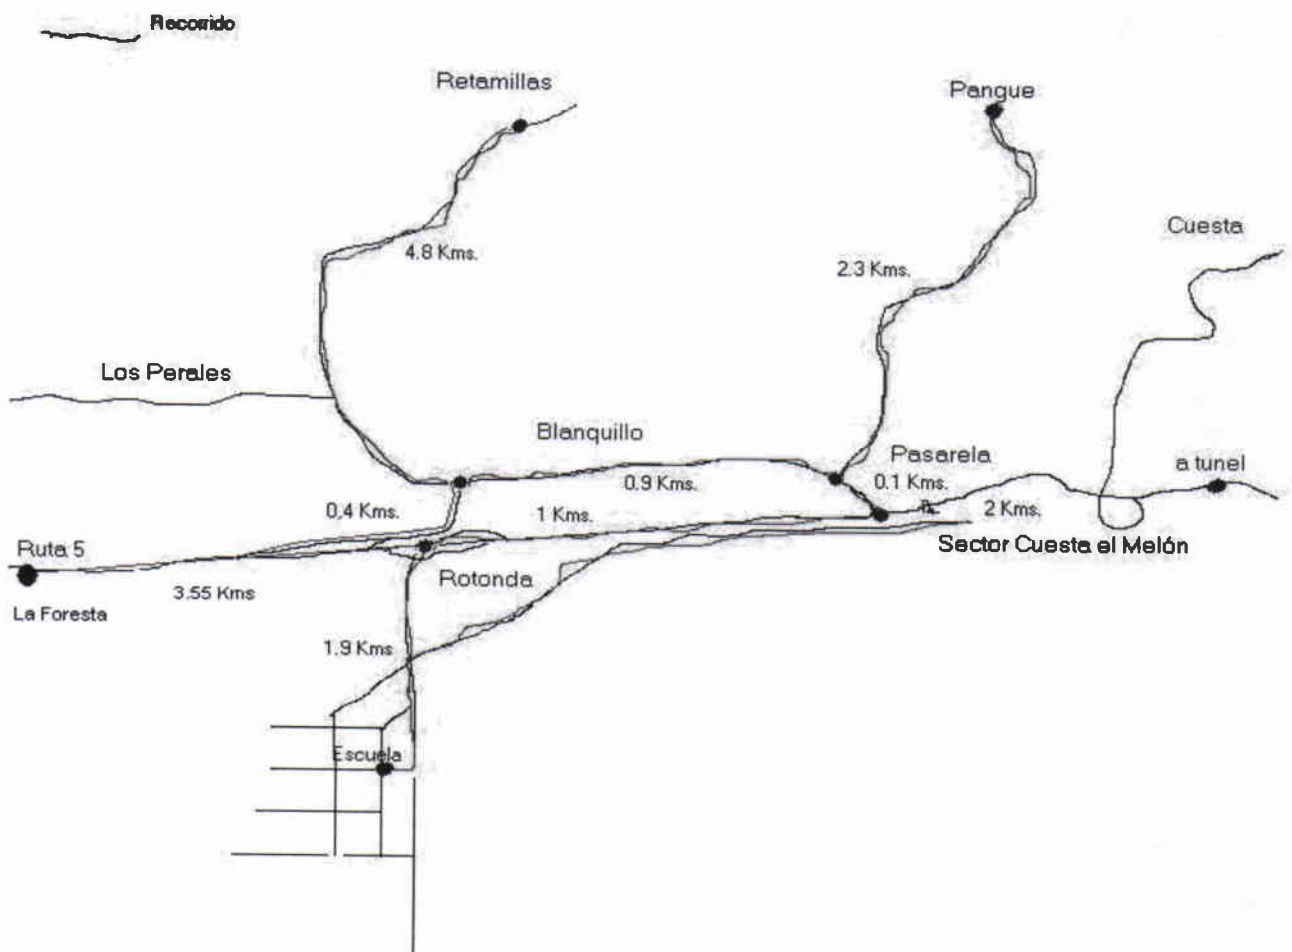 Recorrido
Retamillas
Pangue
Cuesta
4.8 Kms.
2.3 Kms.
Los Perales
Blanquillo
Pasarela
a tunel
0.9 Kms.
0.1 Kms.
0,4 Kms.
1 Kms.
2 Kms.
Ruta 5
Sector Cuesta el Melón
3.55 Kms
Rotonda
La Foresta
1.9 Kms
Escuela